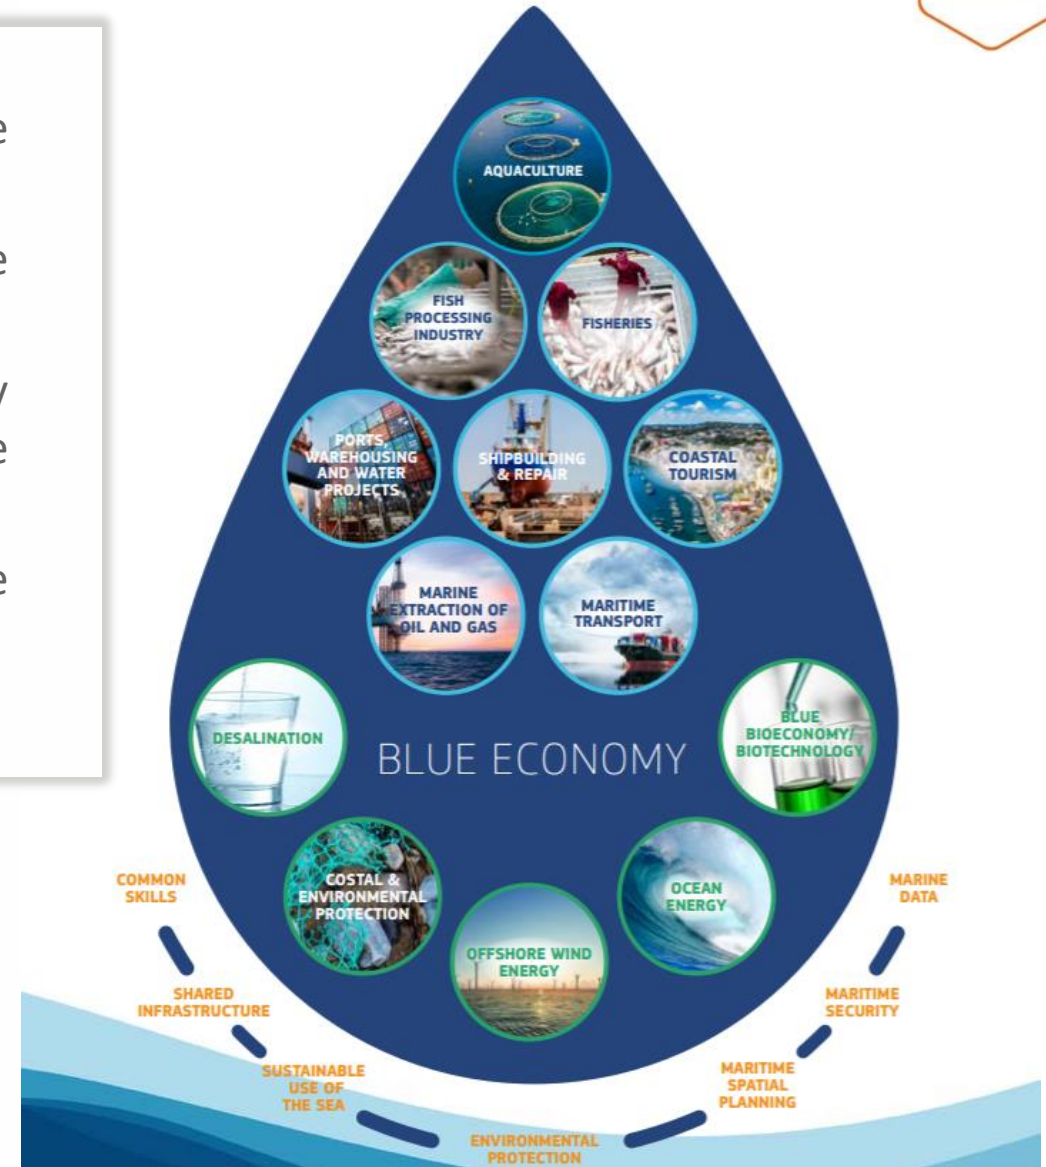 e
e
y
e
e
AQUACULTURE
FISH
PROCESSING
INDUSTRY
FISHERIES
PORTS,
WAREHOUSING
AND WATER
PROJECTS
SHIPBUILDING
& REPAIR
COASTAL
TOURISM
MARINE
EXTRACTION OF
OIL AND GAS
MARITIME
TRANSPORT
DESALINATION
BLUE ECONOMY
BLUE
BIOECONOMY/
BIOTECHNOLOGY
COSTAL &
ENVIRONMENTAL
PROTECTION
OFFSHORE WIND
ENERGY
OCEAN
ENERGY
COMMON
SKILLS
SHARED
INFRASTRUCTURE
SUSTAINABLE
USE OF
THE SEA
ENVIRONMENTAL
PROTECTION
MARITIME
SPATIAL
PLANNING
MARITIME
SECURITY
MARINE
DATA